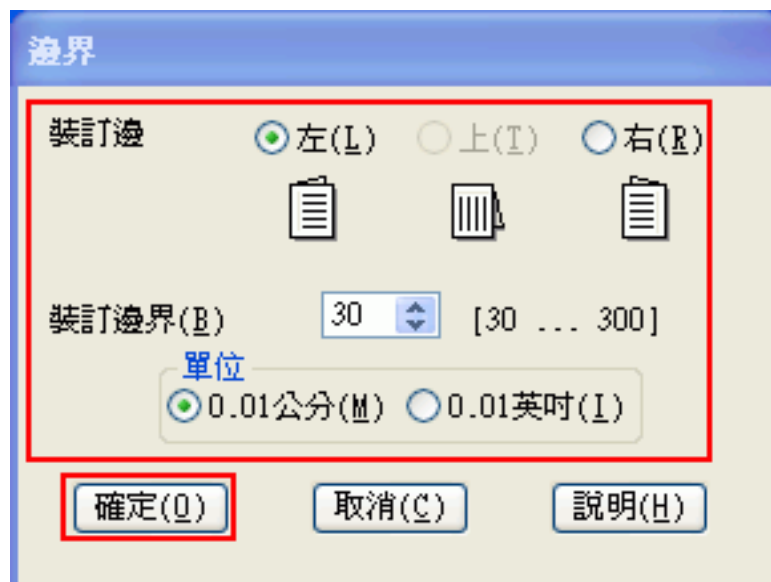 邊界
裝訂邊 左(L) 上(T) 右(R)
裝訂邊界(B) 30 [30 ... 300]
單位
0.01公分(M) 0.01英吋(I)
確定(O) 取消(C) 說明(H)